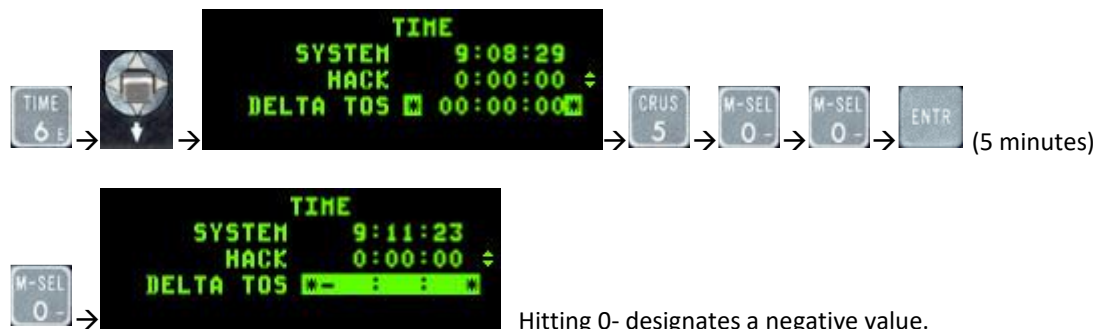 TIME
SYSTEM 9:08:29
HACK 0:00:00
DELTA TOS * 00:00:00*
TIME 6 E → → → CRUS 5 → M-SEL 0 - → M-SEL 0 - → ENTR (5 minutes)
TIME
SYSTEM 9:11:23
HACK 0:00:00
DELTA TOS *- : : *
M-SEL 0 - → Hitting 0- designates a negative value.